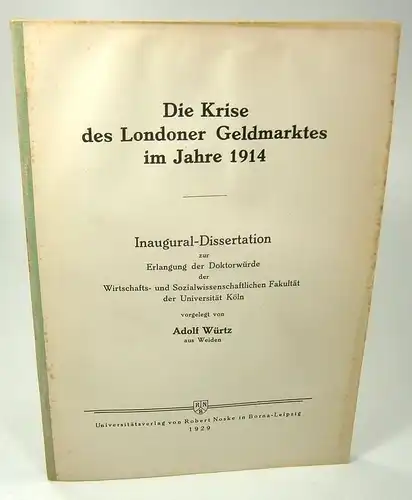 Die Krise
des Londoner Geldmarktes
im Jahre 1914
Inaugural-Dissertation
zur
Erlangung der Doktorwürde
der
Wirtschafts- und Sozialwissenschaftlichen Fakultät
der Universität Köln
vorgelegt von
Adolf Würtz
aus Weiden
RN
Universitätsverlag von Robert Noske in Borna-Leipzig
1929